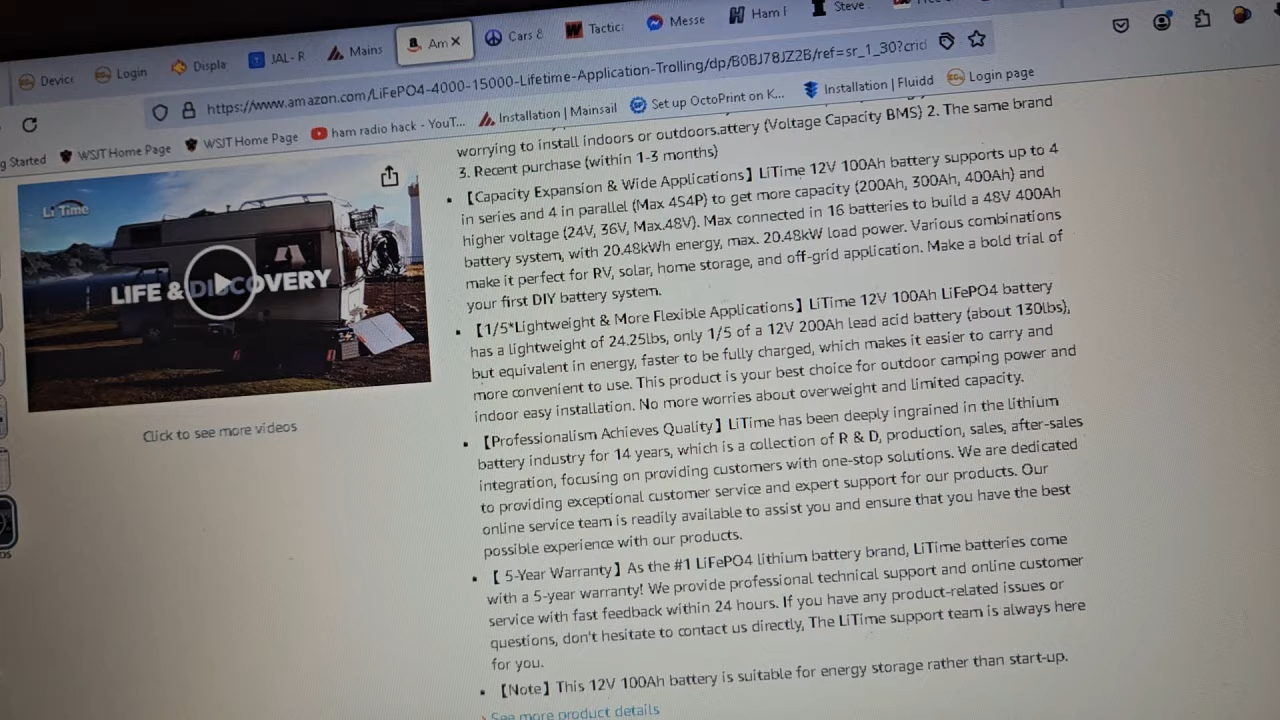 Device
Login
Displa
JAL- R
Mains
Am
Cars &
Tactic
Messe
Ham F
Steve
https://www.amazon.com/LiFePO4-4000-15000-Lifetime-Application-Trolling/dp/B0BJ78JZ2B/ref=sr_1_30?crid
g Started
WSJT Home Page
WSJT Home Page
ham radio hack - YouT...
Installation | Mainsail
Set up OctoPrint on K...
Installation | Fluidd
Login page
worrying to install indoors or outdoors.attery (Voltage Capacity BMS) 2. The same brand
3. Recent purchase (within 1-3 months)
【Capacity Expansion & Wide Applications】LiTime 12V 100Ah battery supports up to 4
in series and 4 in parallel (Max 4S4P) to get more capacity (200Ah, 300Ah, 400Ah) and
higher voltage (24V, 36V, Max.48V). Max connected in 16 batteries to build a 48V 400Ah
battery system, with 20.48kWh energy, max. 20.48kW load power. Various combinations
make it perfect for RV, solar, home storage, and off-grid application. Make a bold trial of
your first DIY battery system.
【1/5*Lightweight & More Flexible Applications】LiTime 12V 100Ah LiFePO4 battery
has a lightweight of 24.25lbs, only 1/5 of a 12V 200Ah lead acid battery (about 130lbs),
but equivalent in energy, faster to be fully charged, which makes it easier to carry and
more convenient to use. This product is your best choice for outdoor camping power and
indoor easy installation. No more worries about overweight and limited capacity.
【Professionalism Achieves Quality】LiTime has been deeply ingrained in the lithium
battery industry for 14 years, which is a collection of R & D, production, sales, after-sales
integration, focusing on providing customers with one-stop solutions. We are dedicated
to providing exceptional customer service and expert support for our products. Our
online service team is readily available to assist you and ensure that you have the best
possible experience with our products.
【 5-Year Warranty】As the #1 LiFePO4 lithium battery brand, LiTime batteries come
with a 5-year warranty! We provide professional technical support and online customer
service with fast feedback within 24 hours. If you have any product-related issues or
questions, don't hesitate to contact us directly, The LiTime support team is always here
for you.
【Note】This 12V 100Ah battery is suitable for energy storage rather than start-up.
› See more product details
Li Time
LIFE & DISCOVERY
Click to see more videos